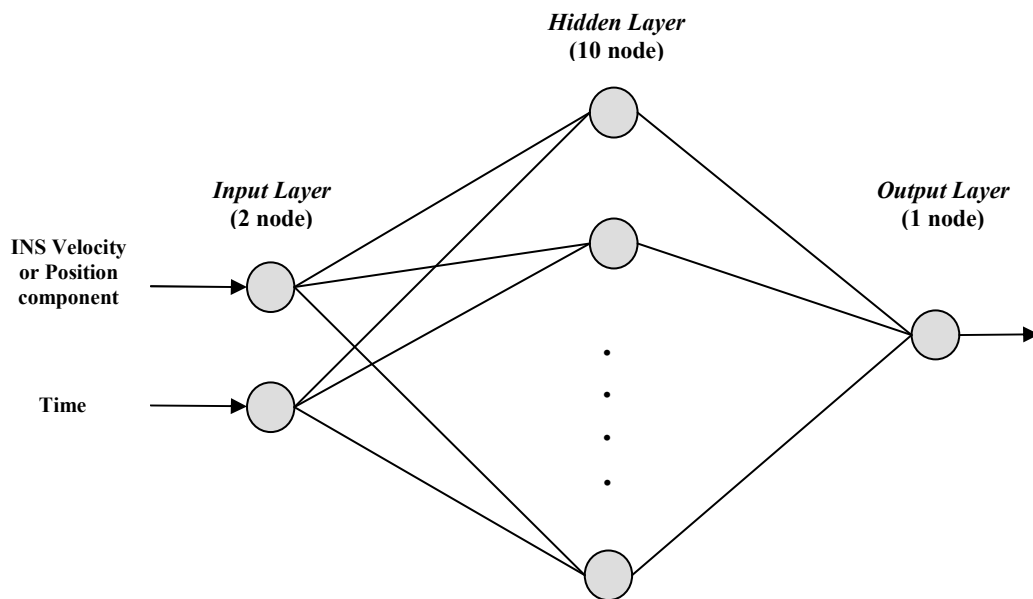 Hidden Layer
(10 node)
Input Layer
(2 node)
Output Layer
(1 node)
INS Velocity
or Position
component
Time